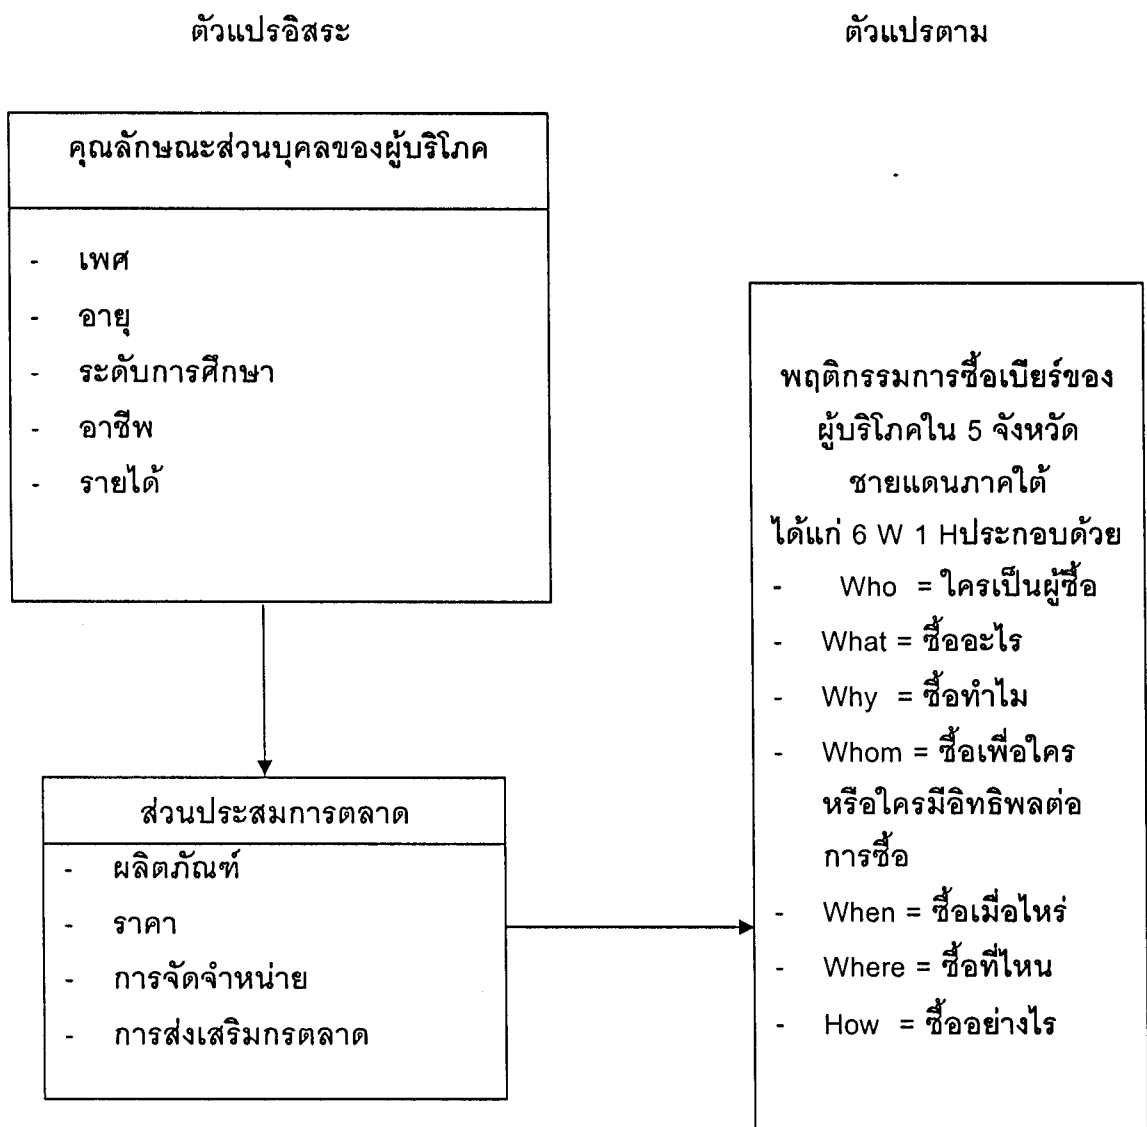 ตัวแปรอิสระ
ตัวแปรตาม
คุณลักษณะส่วนบุคลของผู้บริโภค
- เพศ
- อายุ
- ระดับการศึกษา
- อาชีพ
- รายได้
ส่วนประสมการตลาด
- ผลิตภัณฑ์
- ราคา
- การจัดจำหน่าย
- การส่งเสริมกรตลาด
พฤติกรรมการซื้อเบียร์ของ
ผู้บริโภคใน 5 จังหวัด
ชายแดนภาคใต้
ได้แก่ 6 W 1 Hประกอบด้วย
- Who = ใครเป็นผู้ซื้อ
- What = ซื้ออะไร
- Why = ซื้อทำไม
- Whom = ซื้อเพื่อใคร
หรือใครมีอิทธิพลต่อ
การซื้อ
- When = ซื้อเมื่อไหร่
- Where = ซื้อที่ไหน
- How = ซื้ออย่างไร